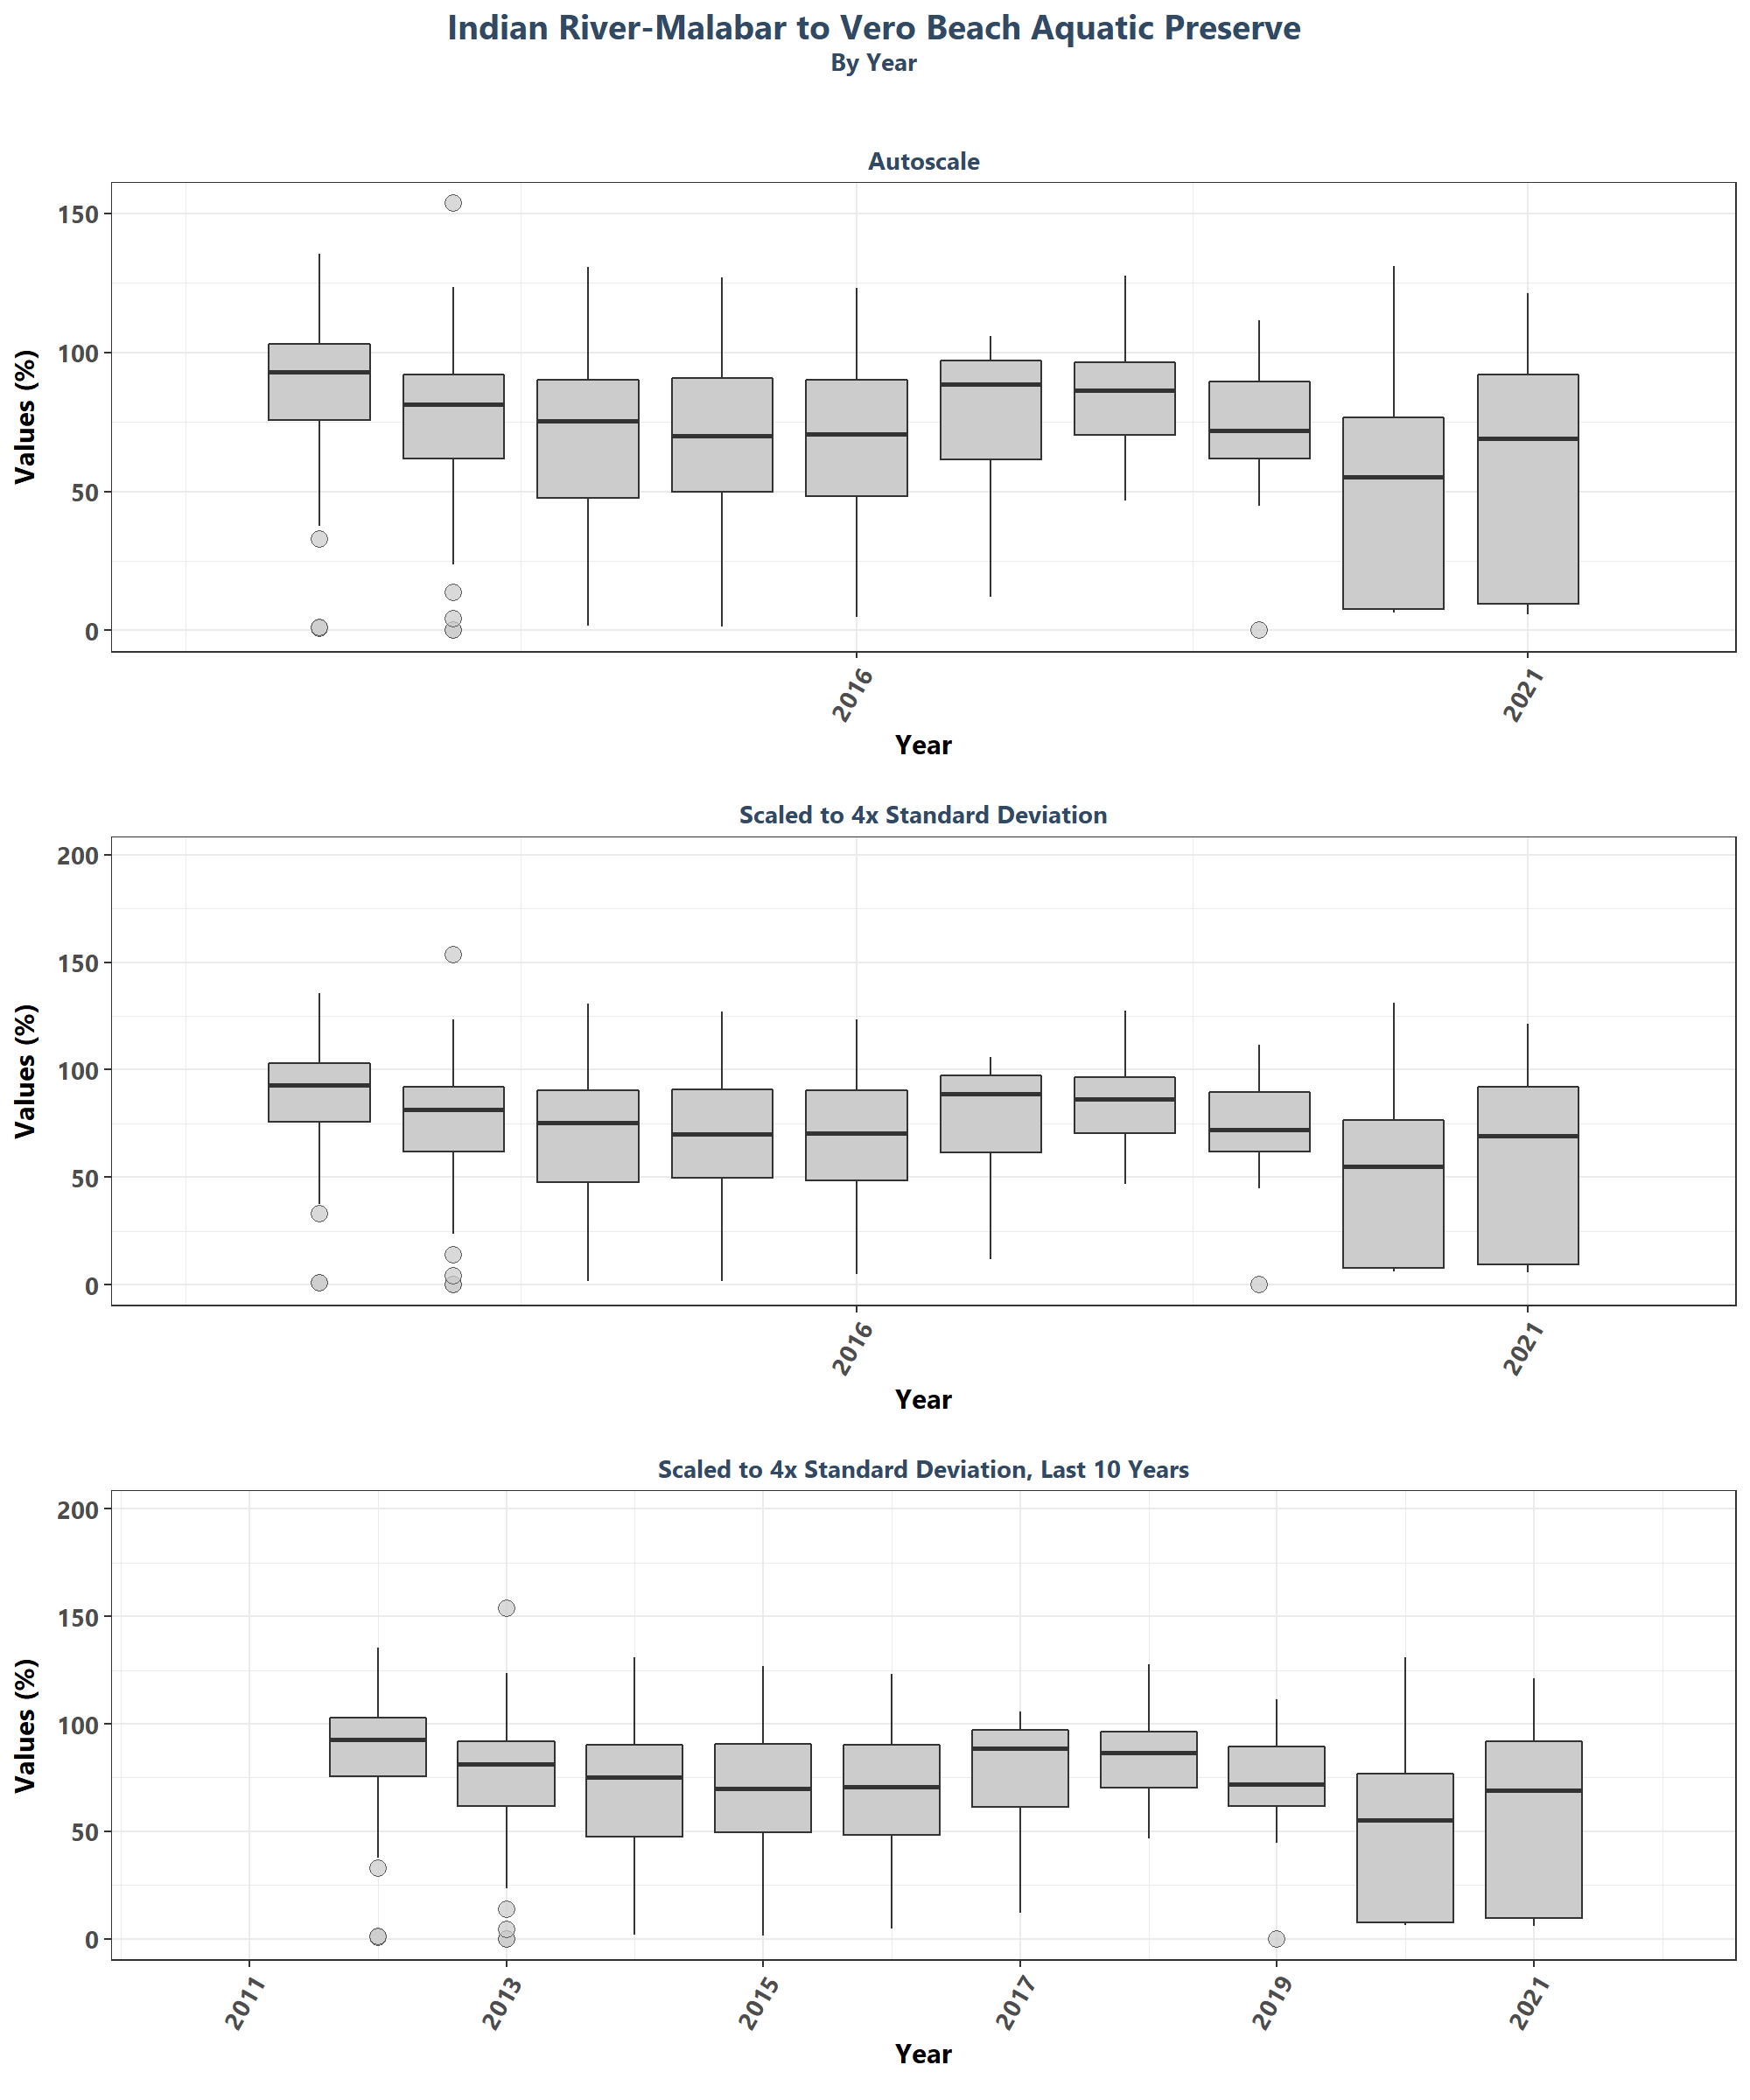 Indian River-Malabar to Vero Beach Aquatic Preserve
By Year
Autoscale
Values (%)
150
100
50
0
2016
2021
Year
Scaled to 4x Standard Deviation
Values (%)
200
150
100
50
0
2016
2021
Year
Scaled to 4x Standard Deviation, Last 10 Years
Values (%)
200
150
100
50
0
2011
2013
2015
2017
2019
2021
Year